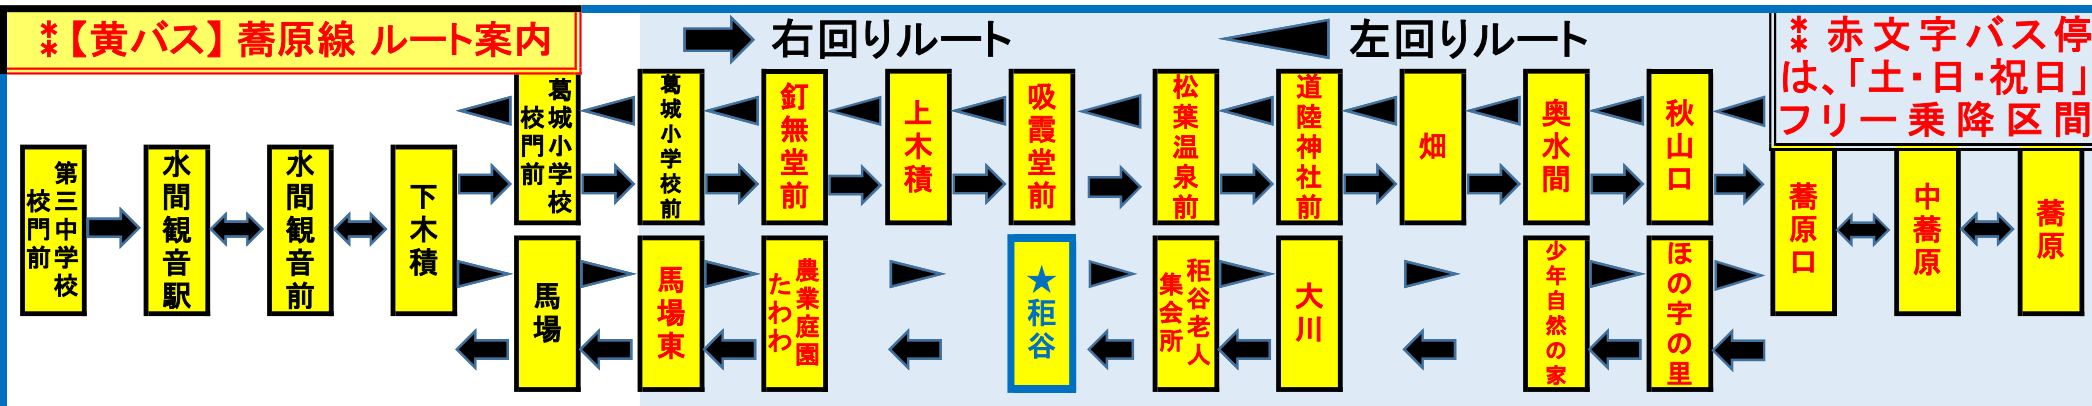 ⁑【黄バス】蕎原線 ルート案内
右回りルート
左回りルート
⁑赤文字バス停
は、「土・日・祝日」
フリー乗降区間
第三中学校
校門前
水間観音駅
水間観音前
下木積
葛城小学校
校門前
葛城小学校前
釘無堂前
上木積
吸霞堂前
松葉温泉前
道陸神社前
畑
奥水間
秋山口
蕎原口
中蕎原
蕎原
馬場
馬場東
農業庭園
たわわ
★秬谷
秬谷老人
集会所
大川
少年自然の家
ほの字の里